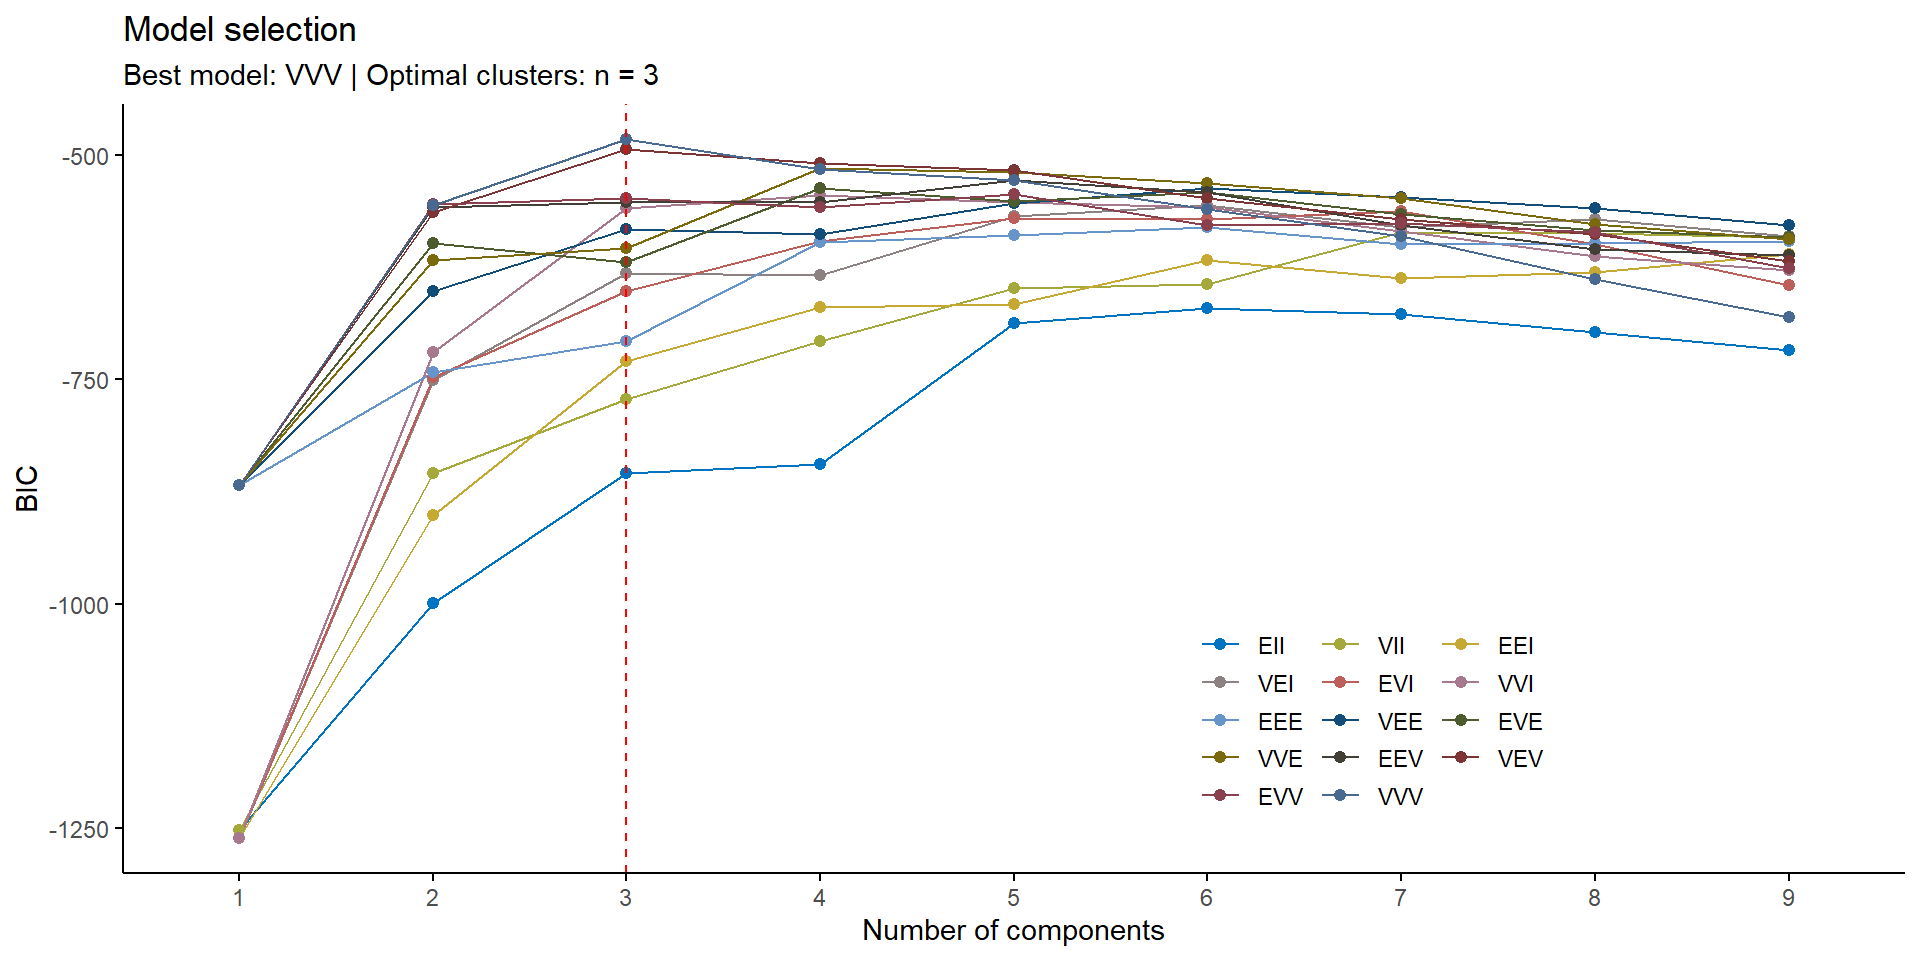 Model selection
Best model: VVV | Optimal clusters: n = 3
BIC
-500
-750
-1000
-1250
EII VII EEI
VEI EVI VVI
EEE VEE EVE
VVE EEV VEV
EVV VVV
1 2 3 4 5 6 7 8 9
Number of components